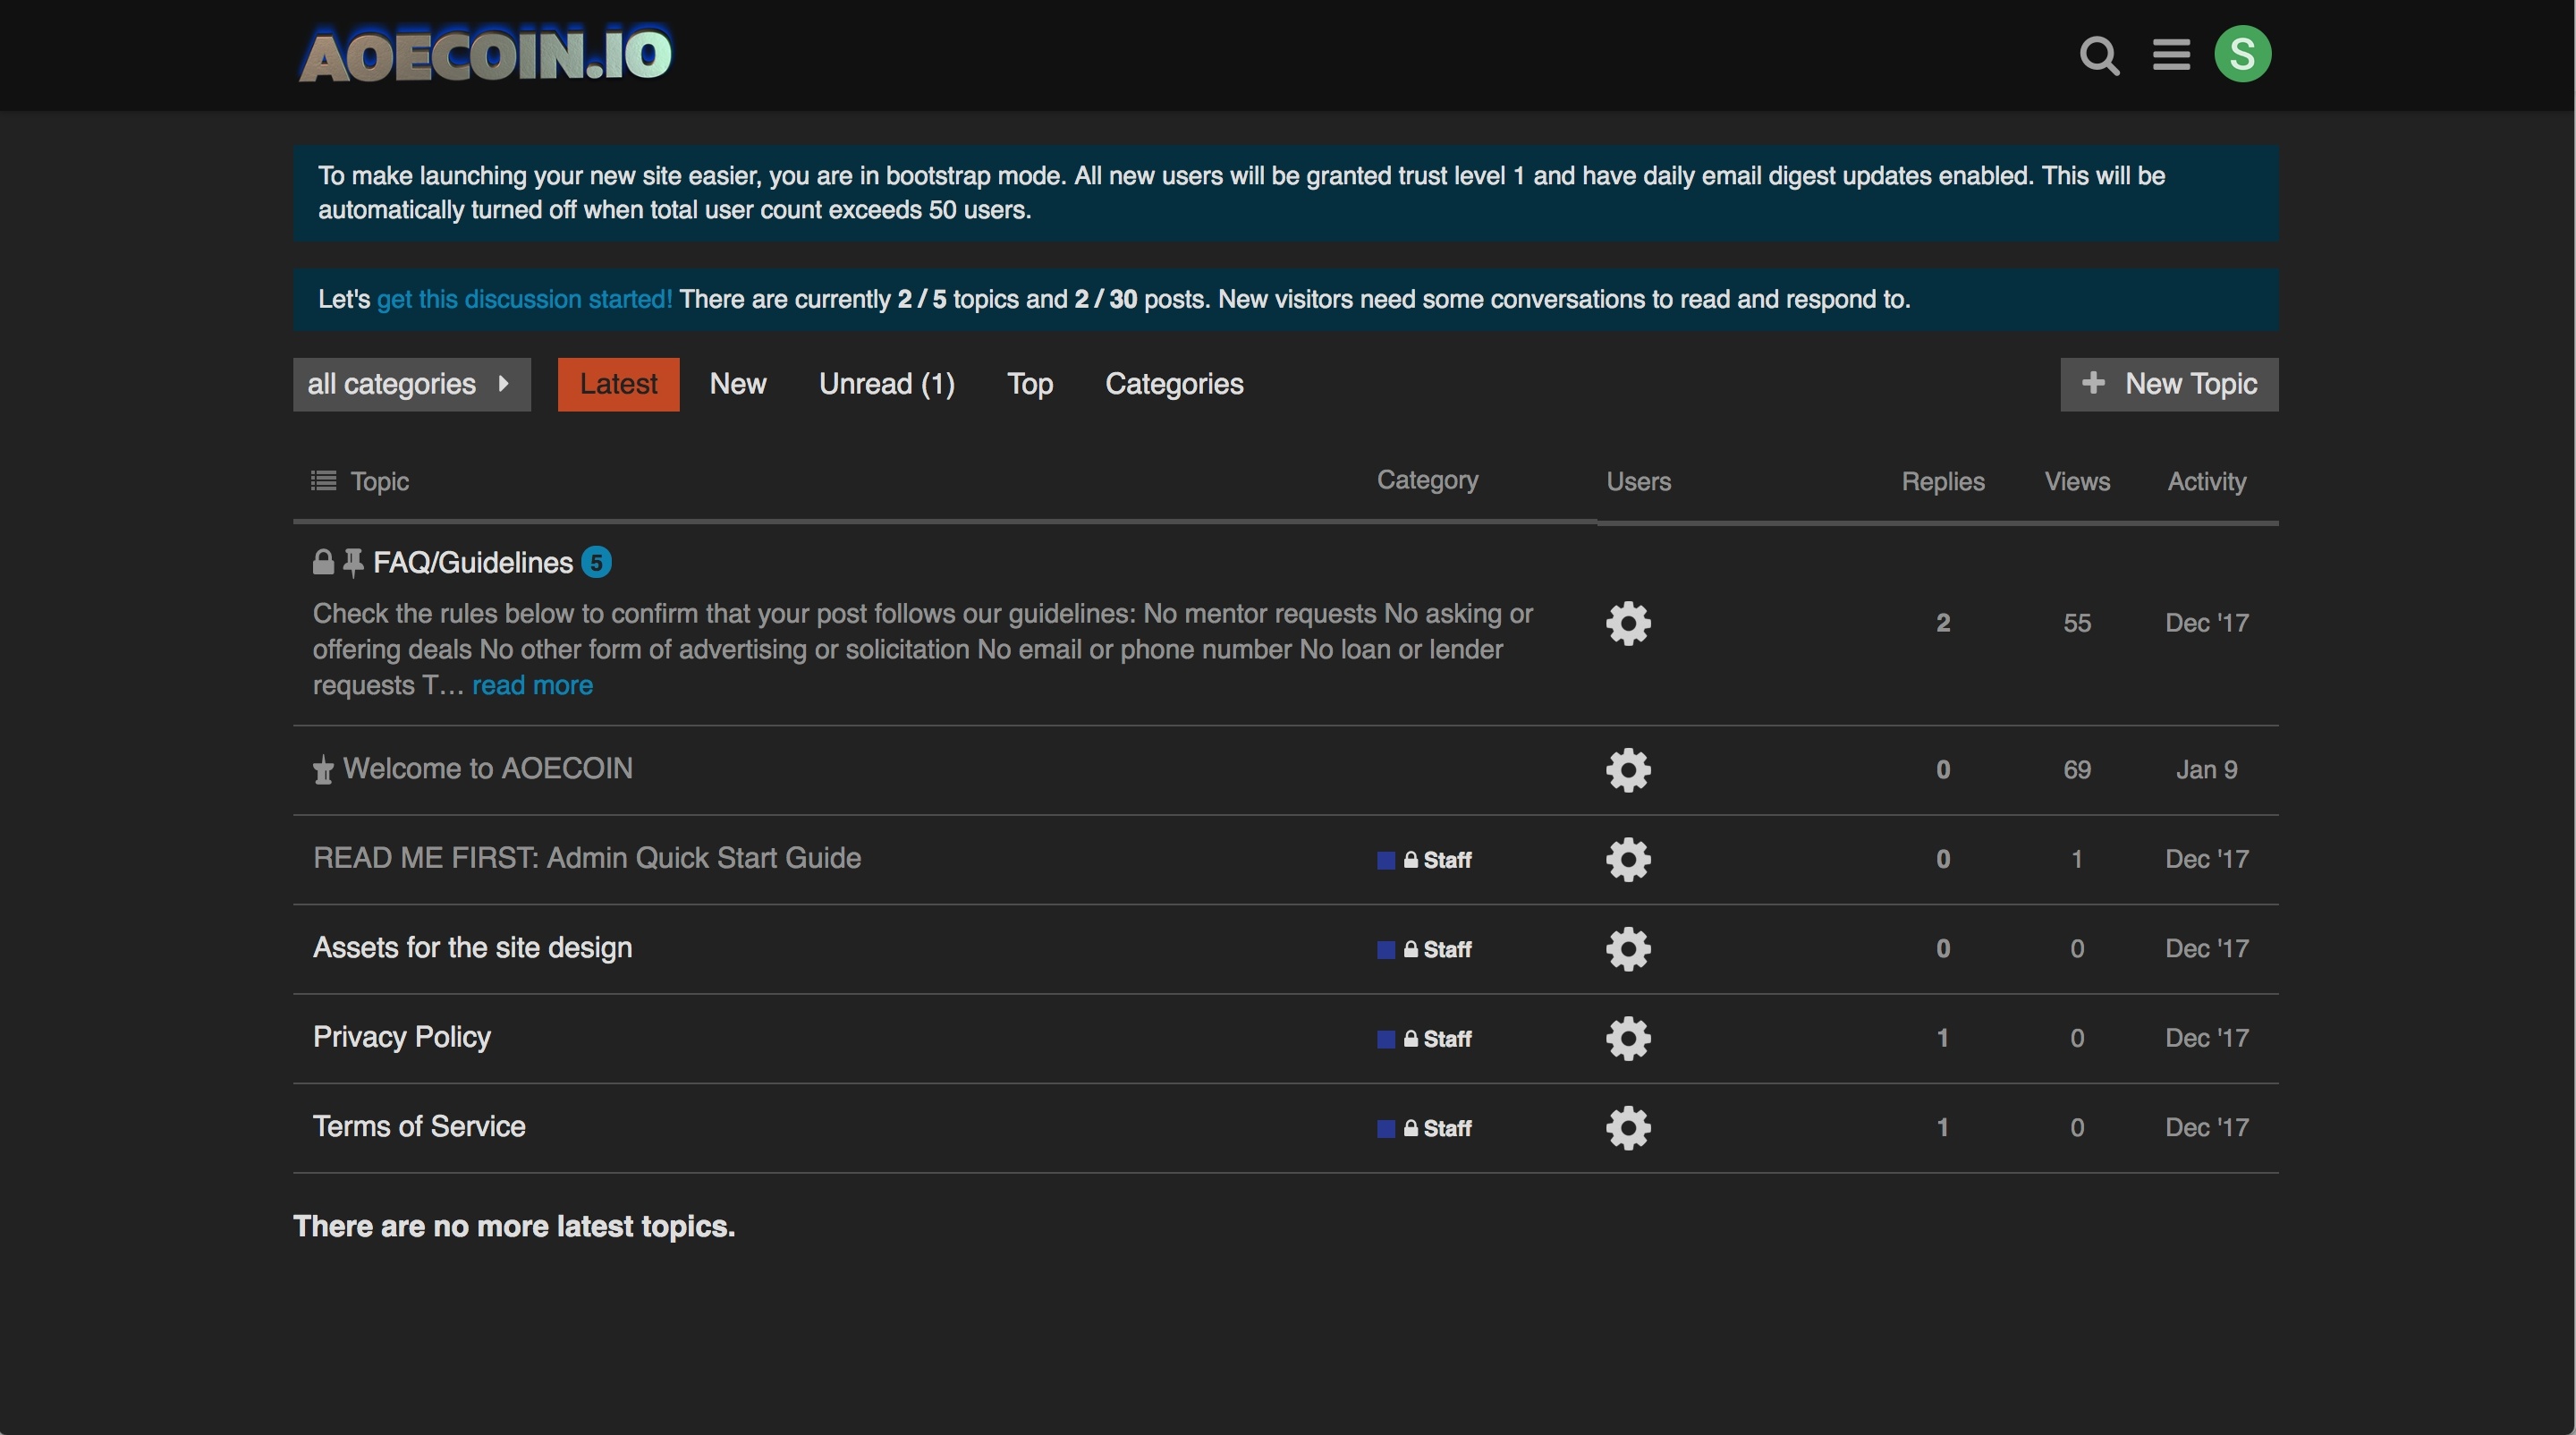 AOECOIN.IO
S
To make launching your new site easier, you are in bootstrap mode. All new users will be granted trust level 1 and have daily email digest updates enabled. This will be
automatically turned off when total user count exceeds 50 users.
Let's get this discussion started! There are currently 2 / 5 topics and 2 / 30 posts. New visitors need some conversations to read and respond to.
all categories Latest New Unread (1) Top Categories + New Topic
Topic Category Users Replies Views Activity
FAQ/Guidelines 5
Check the rules below to confirm that your post follows our guidelines: No mentor requests No asking or
offering deals No other form of advertising or solicitation No email or phone number No loan or lender
requests T… read more
2 55 Dec '17
Welcome to AOECOIN 0 69 Jan 9
READ ME FIRST: Admin Quick Start Guide Staff 0 1 Dec '17
Assets for the site design Staff 0 0 Dec '17
Privacy Policy Staff 1 0 Dec '17
Terms of Service Staff 1 0 Dec '17
There are no more latest topics.